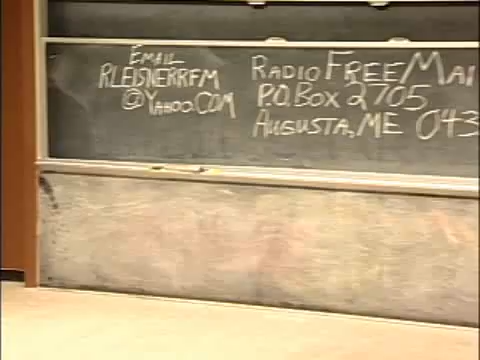 Email
RLEISNERRFM
@Yahoo.COM
RADIO FREE MAI
P.O. BOX 2705
AUGUSTA, ME 043